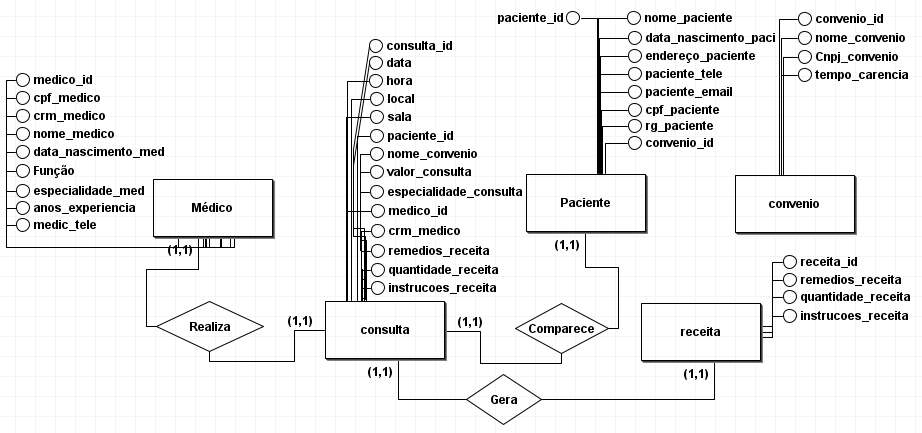 medico_id
cpf_medico
crm_medico
nome_medico
data_nascimento_med
Função
especialidade_med
anos_experiencia
medic_tele
Médico
(1,1)
Realiza
(1,1)
consulta_id
data
hora
local
sala
paciente_id
nome_convenio
valor_consulta
especialidade_consulta
medico_id
crm_medico
remedios_receita
quantidade_receita
instrucoes_receita
consulta
(1,1)
(1,1)
paciente_id
nome_paciente
data_nascimento_paci
endereço_paciente
paciente_tele
paciente_email
cpf_paciente
rg_paciente
convenio_id
Paciente
(1,1)
Comparece
Gera
convenio_id
nome_convenio
Cnpj_convenio
tempo_carencia
convenio
receita_id
remedios_receita
quantidade_receita
instrucoes_receita
receita
(1,1)